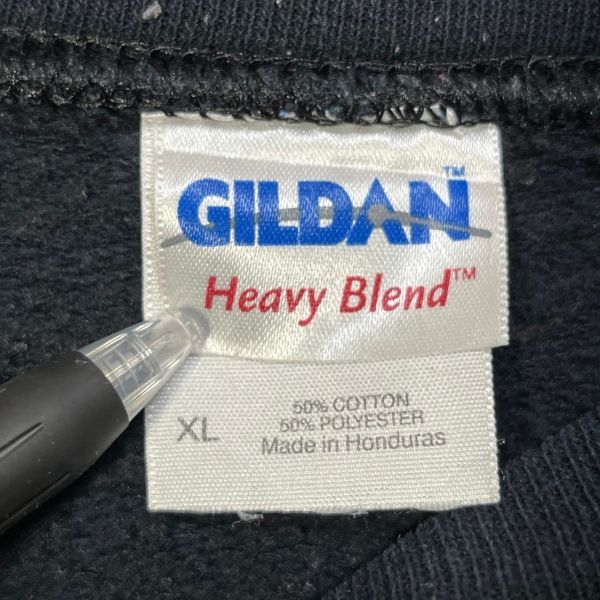 GILDAN™
Heavy Blend™
XL
50% COTTON
50% POLYESTER
Made in Honduras